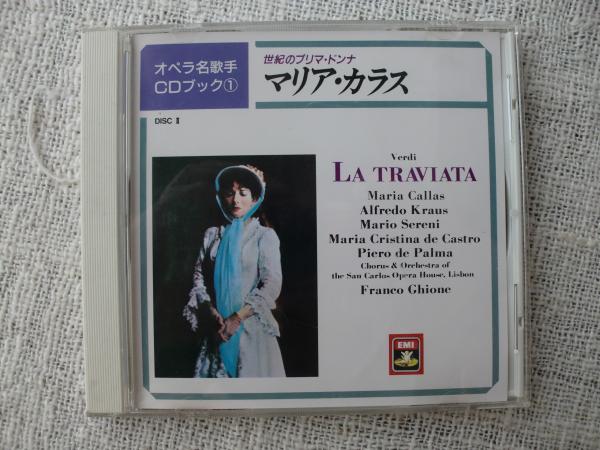 オペラ名歌手
CDブック①
世紀のプリマ・ドンナ
マリア・カラス
DISC II
Verdi
LA TRAVIATA
Maria Callas
Alfredo Kraus
Mario Sereni
Maria Cristina de Castro
Piero de Palma
Chorus & Orchestra of
the San Carlos Opera House, Lisbon
Franco Ghione
EMI